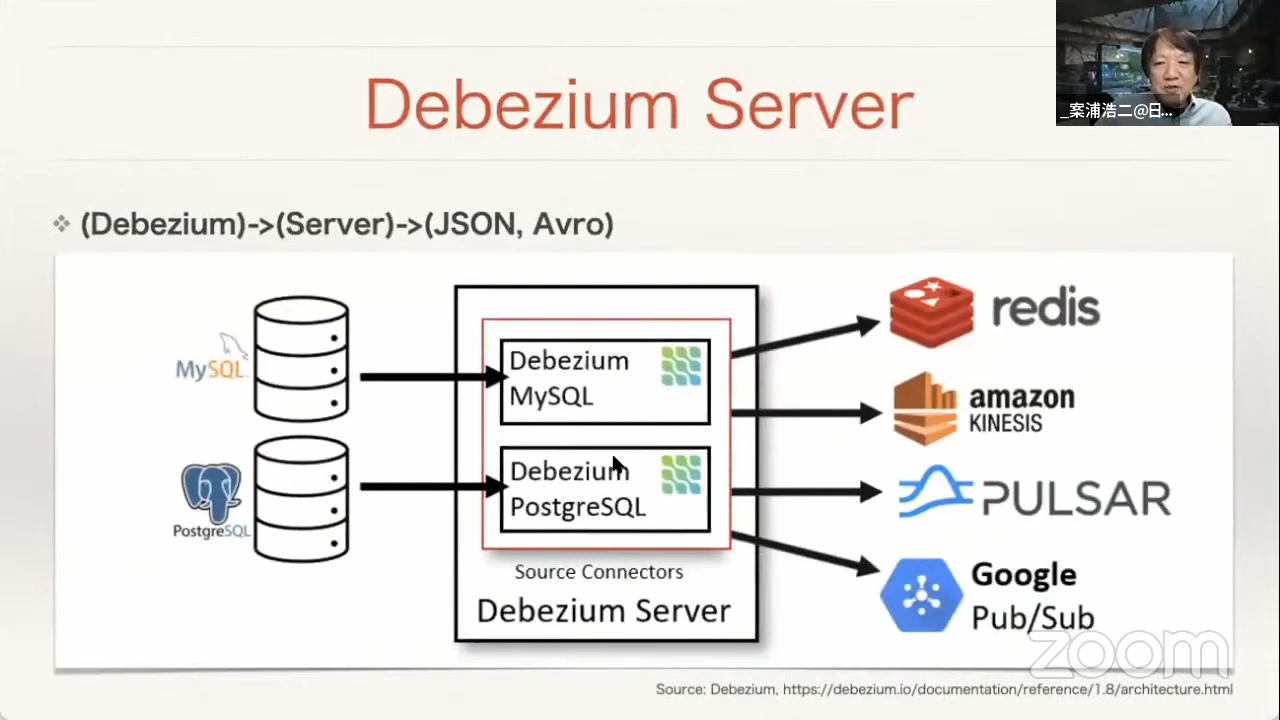 Debezium Server
_案浦浩二@日...
❖ (Debezium)->(Server)->(JSON, Avro)
MySQL
PostgreSQL
Debezium
MySQL
Debezium
PostgreSQL
Source Connectors
Debezium Server
redis
amazon
KINESIS
PULSAR
Google
Pub/Sub
zoom
Source: Debezium, https://debezium.io/documentation/reference/1.8/architecture.html